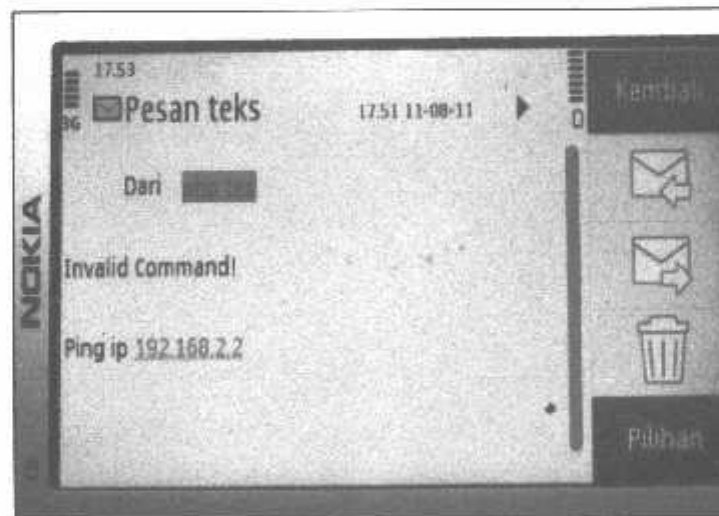 17.53
3G
Pesan teks
17.51 11-08-11
Kembali
Dari
Invalid Command!
Ping ip 192.168.2.2
Pilihan
NOKIA